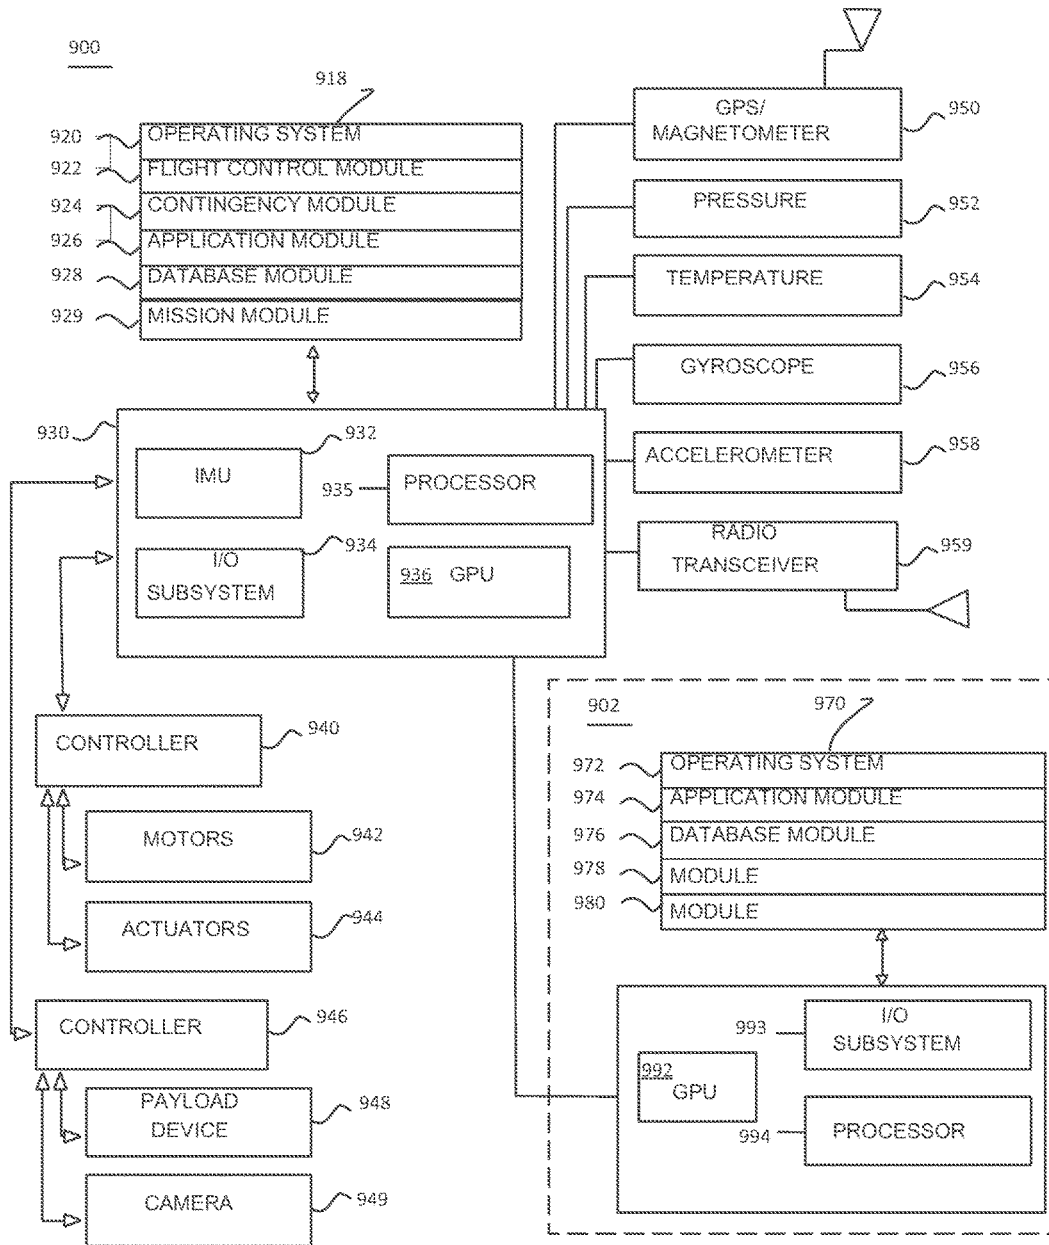 900
918
920
OPERATING SYSTEM
922
FLIGHT CONTROL MODULE
924
CONTINGENCY MODULE
926
APPLICATION MODULE
928
DATABASE MODULE
929
MISSION MODULE
GPS/
MAGNETOMETER
950
PRESSURE
952
TEMPERATURE
954
GYROSCOPE
956
ACCELEROMETER
958
RADIO
TRANSCEIVER
959
930
932
IMU
935
PROCESSOR
934
I/O
SUBSYSTEM
936
GPU
CONTROLLER
940
MOTORS
942
ACTUATORS
944
CONTROLLER
946
PAYLOAD
DEVICE
948
CAMERA
949
902
970
972
OPERATING SYSTEM
974
APPLICATION MODULE
976
DATABASE MODULE
978
MODULE
980
MODULE
993
I/O
SUBSYSTEM
992
GPU
994
PROCESSOR